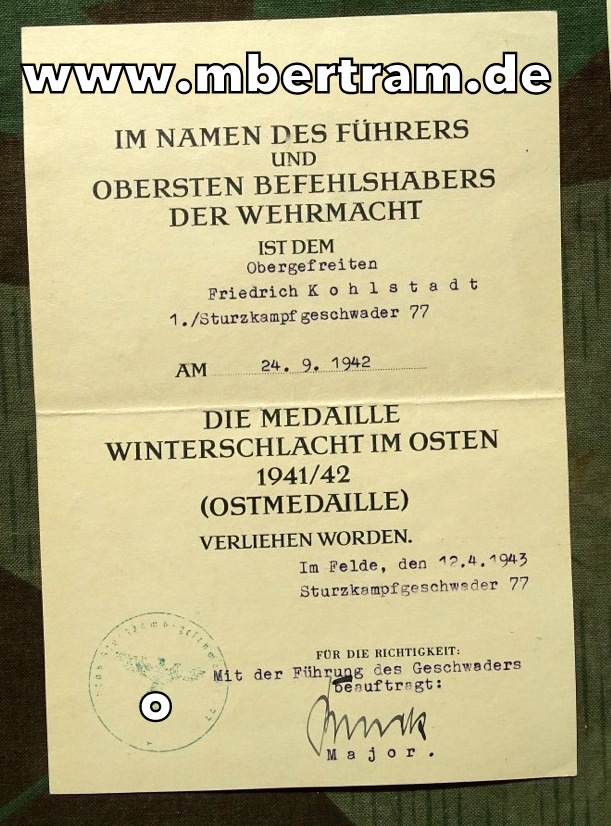 www.mbertram.de
IM NAMEN DES FÜHRERS
UND
OBERSTEN BEFEHLSHABERS
DER WEHRMACHT
IST DEM
Obergefreiten
Friedrich K o h l s t a d t
1./Sturzkampfgeschwader 77
AM 24. 9. 1942
DIE MEDAILLE
WINTERSCHLACHT IM OSTEN
1941/42
(OSTMEDAILLE)
VERLIEHEN WORDEN.
Im Felde, den 12.4.1943
Sturzkampfgeschwader 77
FÜR DIE RICHTIGKEIT:
Mit der Führung des Geschwaders
beauftragt:
M a j o r .